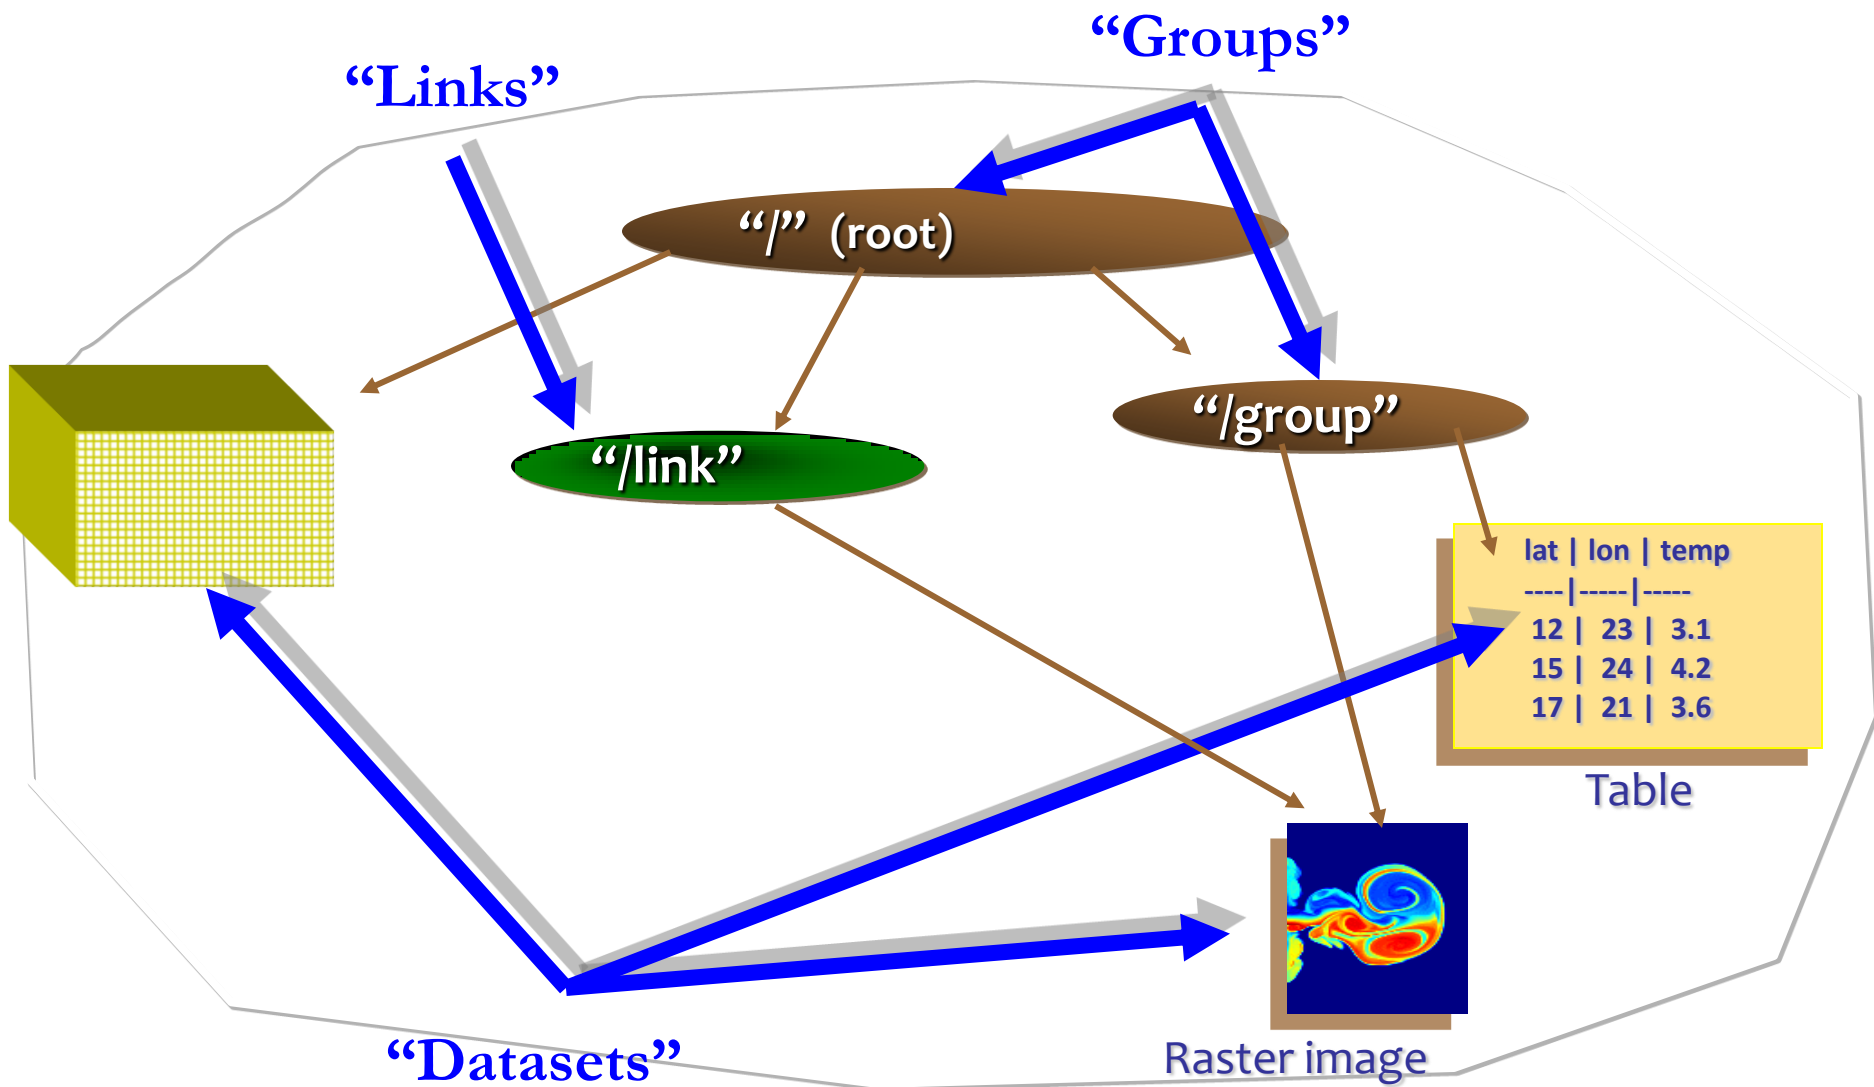 “Groups”
“Links”
“/” (root)
“/group”
“/link”
lat | lon | temp
----|-----|-----
12 | 23 | 3.1
15 | 24 | 4.2
17 | 21 | 3.6
Table
“Datasets”
Raster image